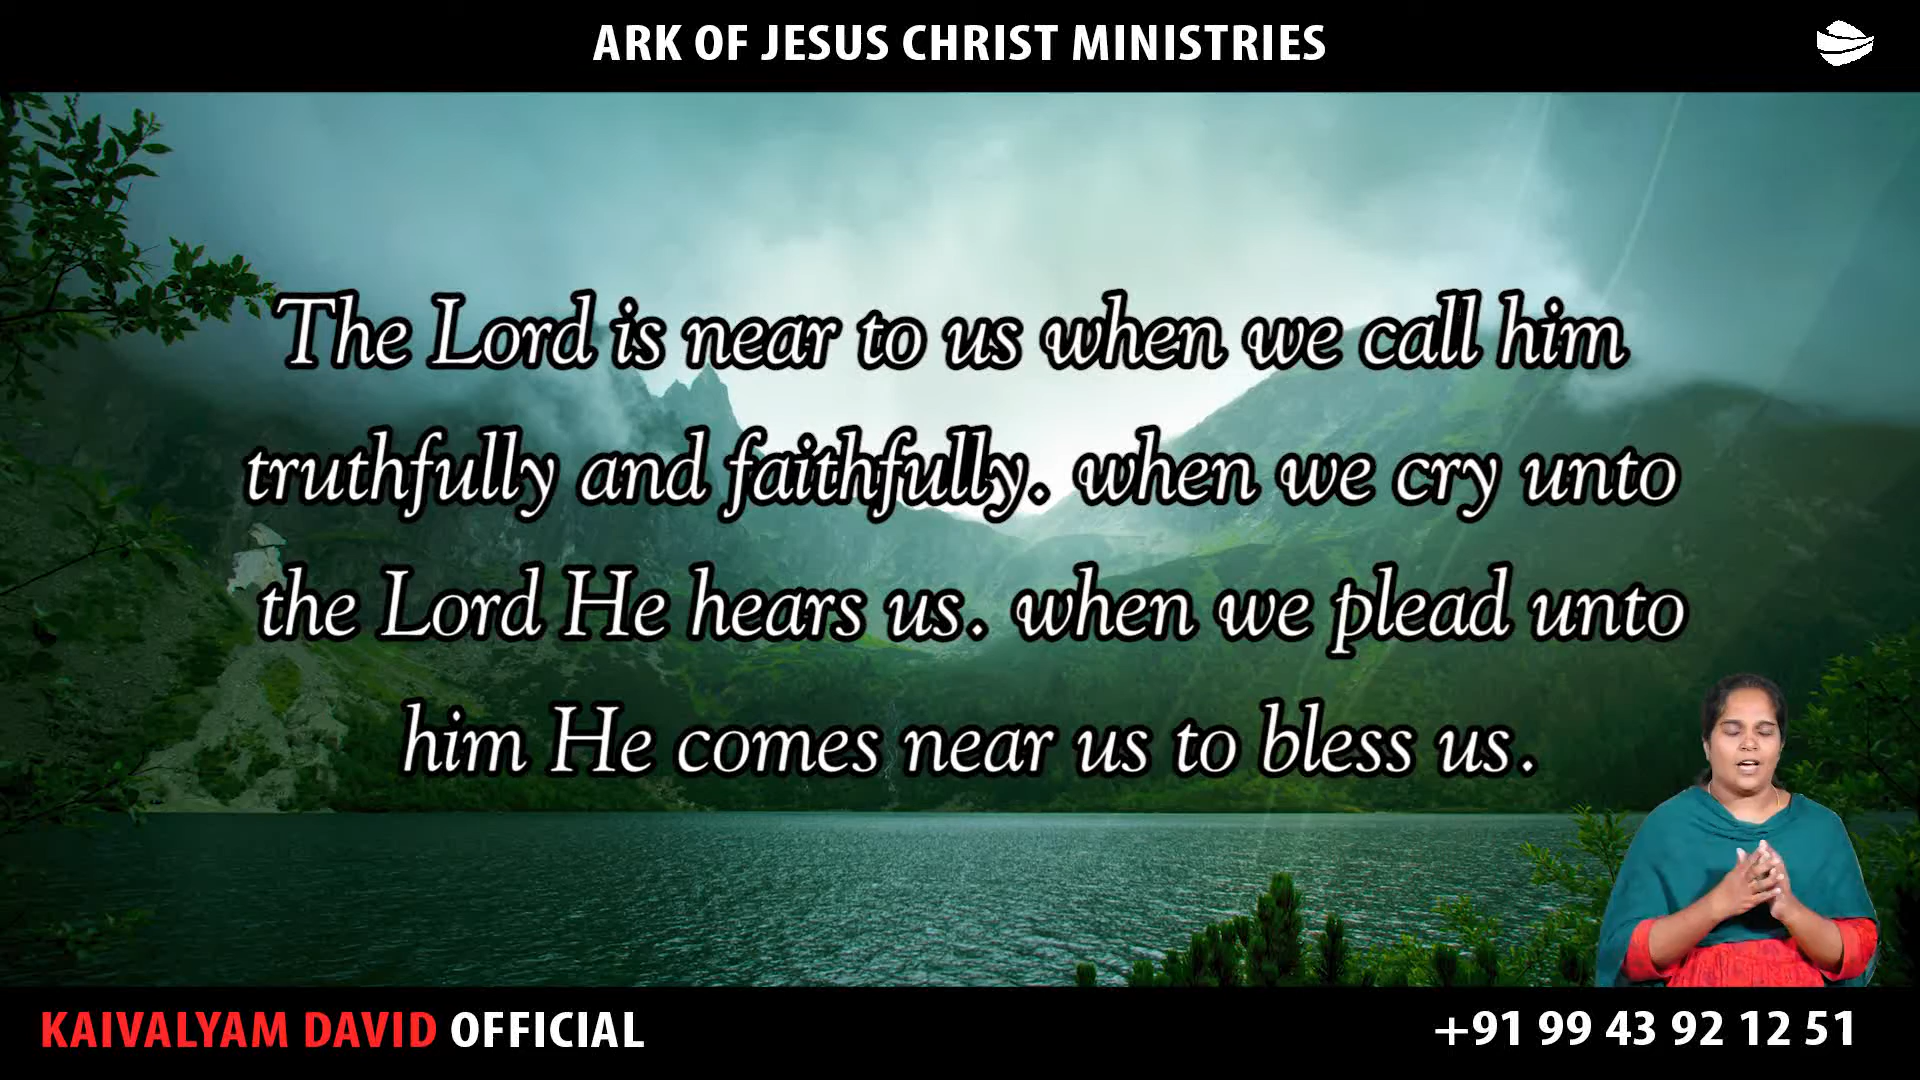 ARK OF JESUS CHRIST MINISTRIES
The Lord is near to us when we call him
truthfully and faithfully. when we cry unto
the Lord He hears us. when we plead unto
him He comes near us to bless us.
KAIVALYAM DAVID OFFICIAL
+91 99 43 92 12 51